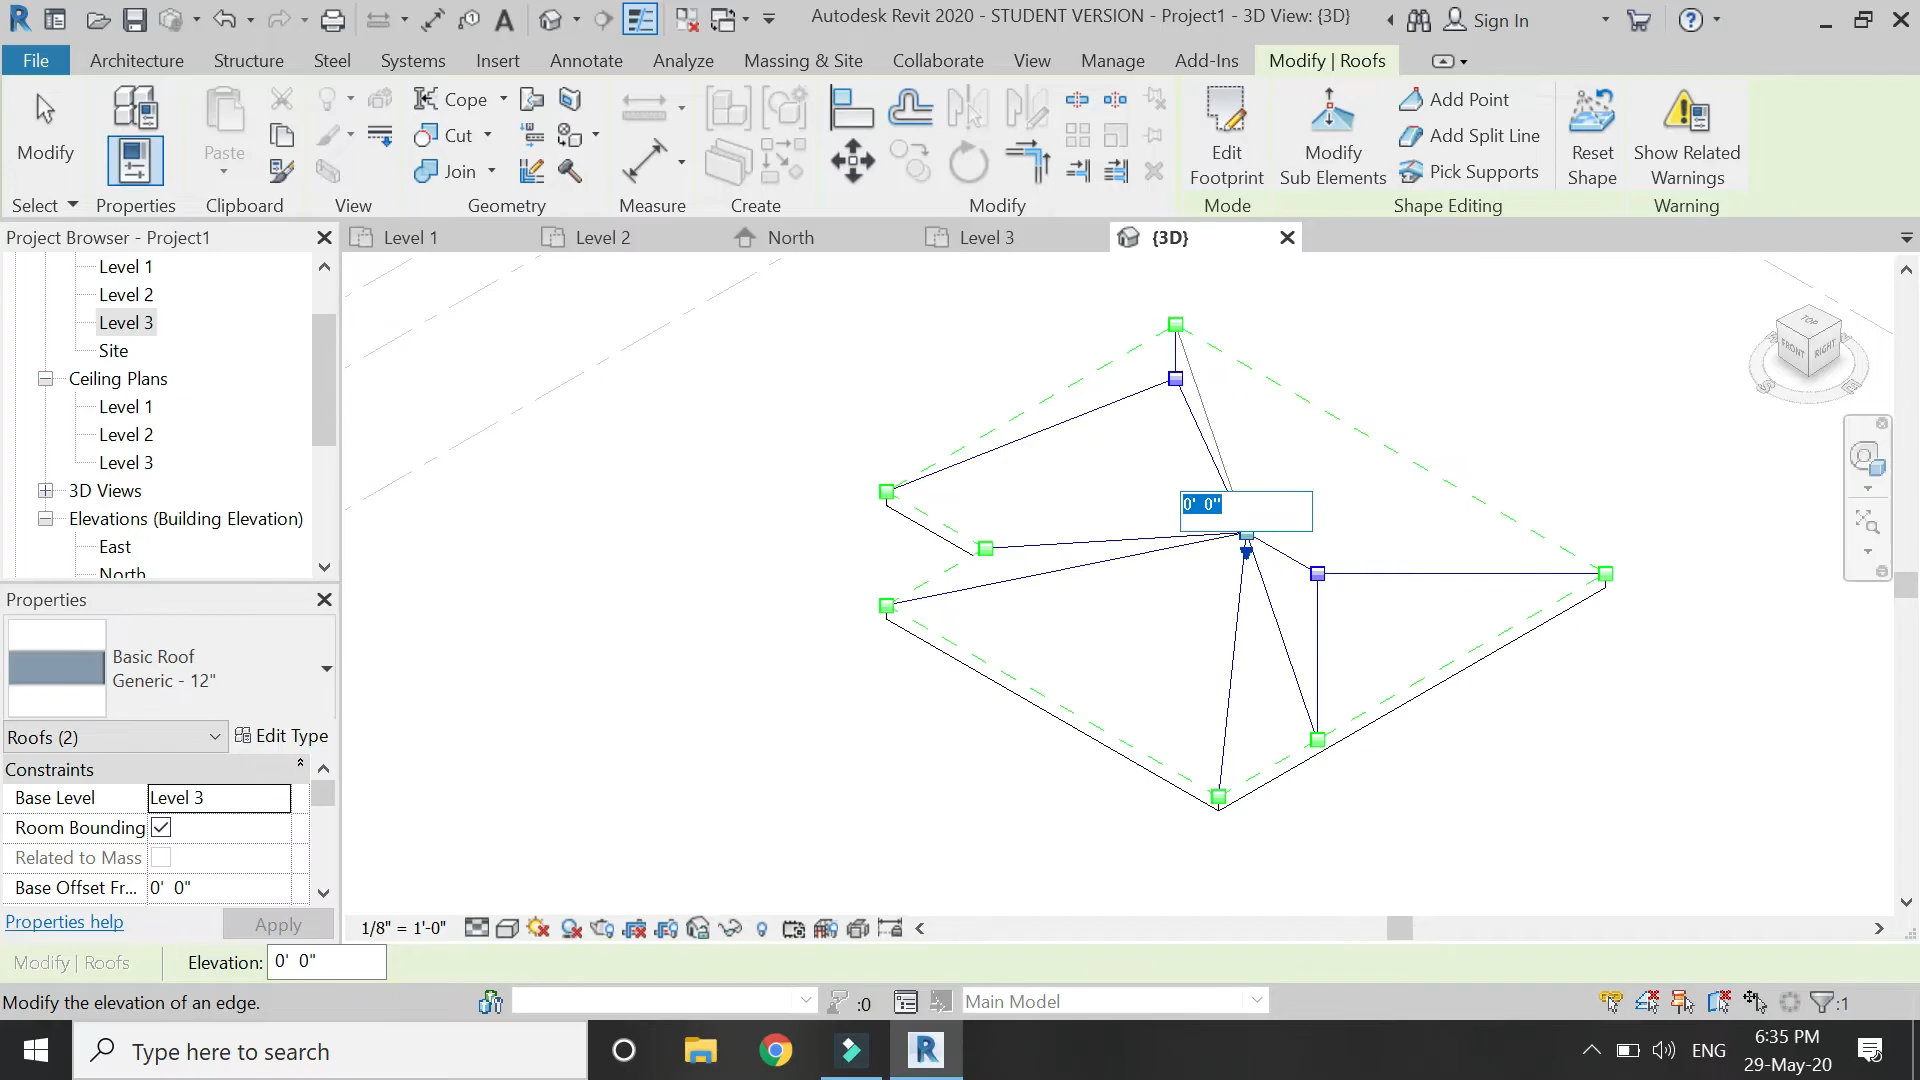 Autodesk Revit 2020 - STUDENT VERSION - Project1 - 3D View: {3D}
Sign In
File
Architecture
Structure
Steel
Systems
Insert
Annotate
Analyze
Massing & Site
Collaborate
View
Manage
Add-Ins
Modify | Roofs
Modify
Paste
Cope
Cut
Join
Edit Footprint
Modify Sub Elements
Add Point
Add Split Line
Pick Supports
Reset Shape
Show Related Warnings
Select
Properties
Clipboard
View
Geometry
Measure
Create
Modify
Mode
Shape Editing
Warning
Project Browser - Project1
Level 1
Level 2
North
Level 3
{3D}
Level 1
Level 2
Level 3
Site
Ceiling Plans
Level 1
Level 2
Level 3
3D Views
Elevations (Building Elevation)
East
North
Properties
Basic Roof
Generic - 12"
Roofs (2)
Edit Type
Constraints
Base Level
Level 3
Room Bounding
Related to Mass
Base Offset Fr...
0' 0"
Properties help
Apply
0' 0"
TOP
FRONT
RIGHT
S
E
1/8" = 1'-0"
Modify | Roofs
Elevation:
0' 0"
Modify the elevation of an edge.
:0
Main Model
:1
Type here to search
ENG
6:35 PM
29-May-20